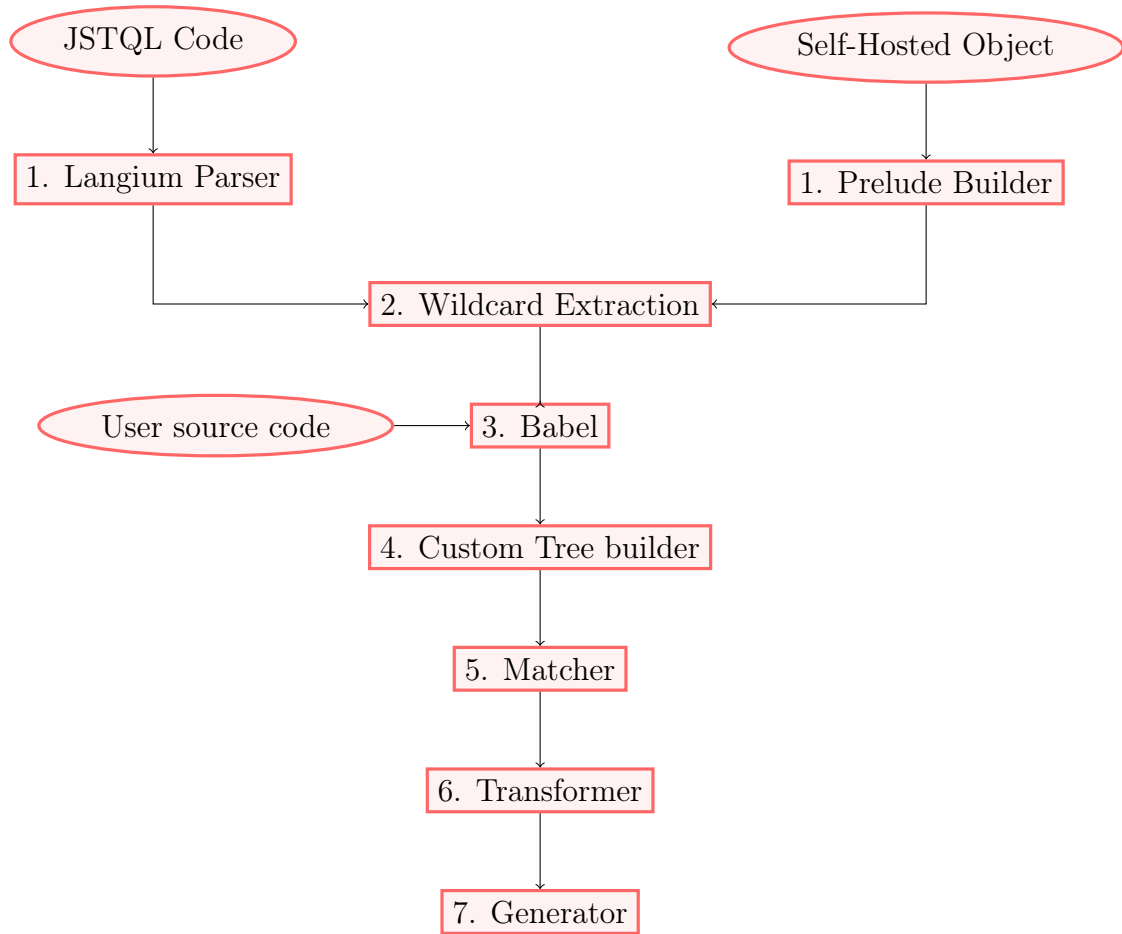 JSTQL Code
Self-Hosted Object
1. Langium Parser
1. Prelude Builder
2. Wildcard Extraction
User source code
3. Babel
4. Custom Tree builder
5. Matcher
6. Transformer
7. Generator